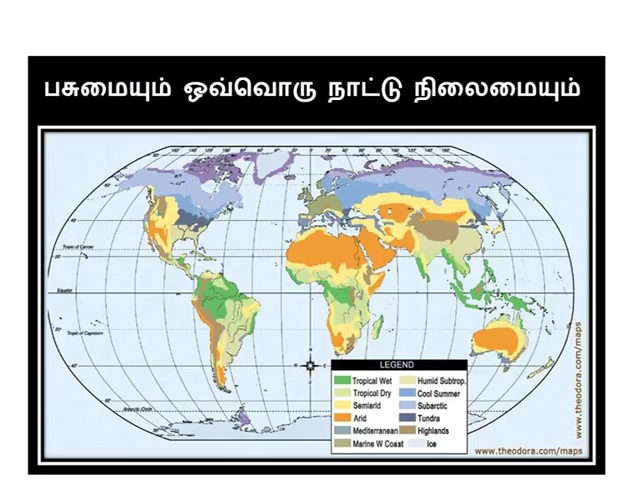 பசுமையும் ஒவ்வொரு நாட்டு நிலைமையும்
Tropic of Cancer
Equator
Tropic of Capricorn
Antarctic Circle
LEGEND
Tropical Wet
Humid Subtrop.
Tropical Dry
Cool Summer
Semiarid
Subarctic
Arid
Tundra
Mediterranean
Highlands
Marine W Coast
Ice
www.theodora.com/maps
www.theodora.com/maps